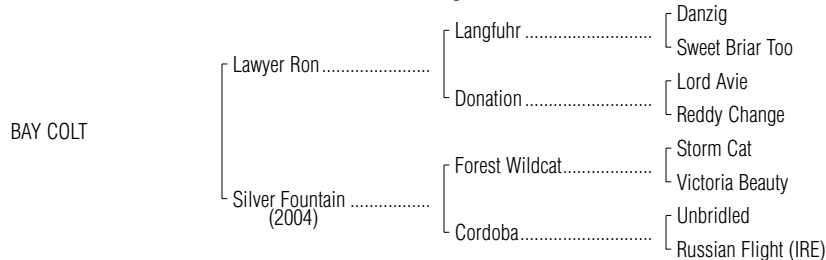 Danzig
Langfuhr ..................
Sweet Briar Too
Lawyer Ron......................
Lord Avie
Donation ..................
Reddy Change
BAY COLT
Storm Cat
Forest Wildcat.............
Victoria Beauty
Silver Fountain ................
(2004)
Unbridled
Cordoba....................
Russian Flight (IRE)